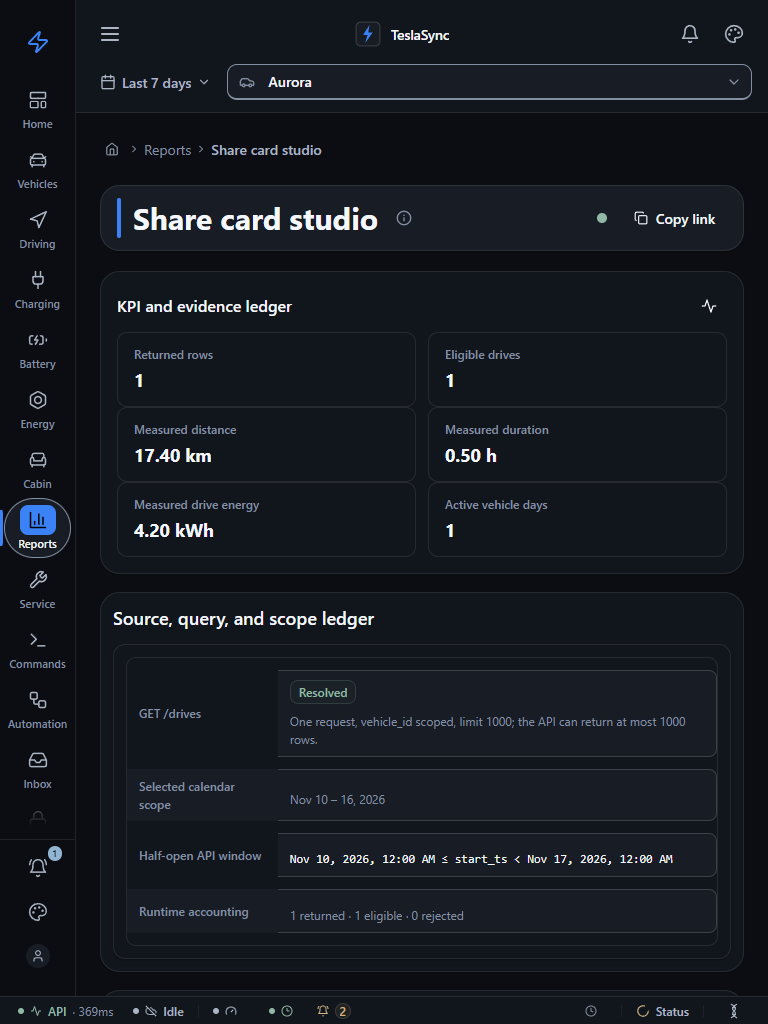 TeslaSync
Last 7 days
Aurora
Home
Vehicles
Driving
Charging
Battery
Energy
Cabin
Reports
Service
Commands
Automation
Inbox
1
Reports
Share card studio
Share card studio
Copy link
KPI and evidence ledger
Returned rows
1
Eligible drives
1
Measured distance
17.40 km
Measured duration
0.50 h
Measured drive energy
4.20 kWh
Active vehicle days
1
Source, query, and scope ledger
GET /drives
Resolved
One request, vehicle_id scoped, limit 1000; the API can return at most 1000
rows.
Selected calendar
scope
Nov 10 – 16, 2026
Half-open API window
Nov 10, 2026, 12:00 AM ≤ start_ts < Nov 17, 2026, 12:00 AM
Runtime accounting
1 returned · 1 eligible · 0 rejected
API · 369ms
Idle
2
Status